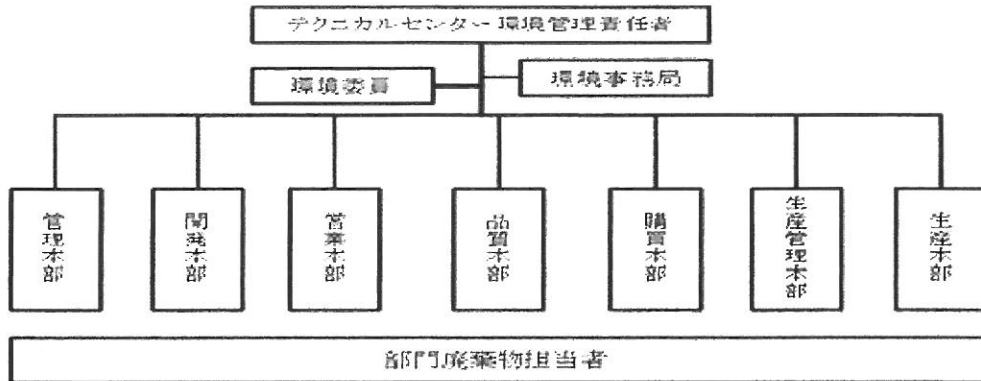 テクニカルセンター環境管理責任者
環境委員
環境事務局
管理本部
開発本部
営業本部
品質本部
購買本部
生産管理本部
生産本部
部門廃棄物担当者